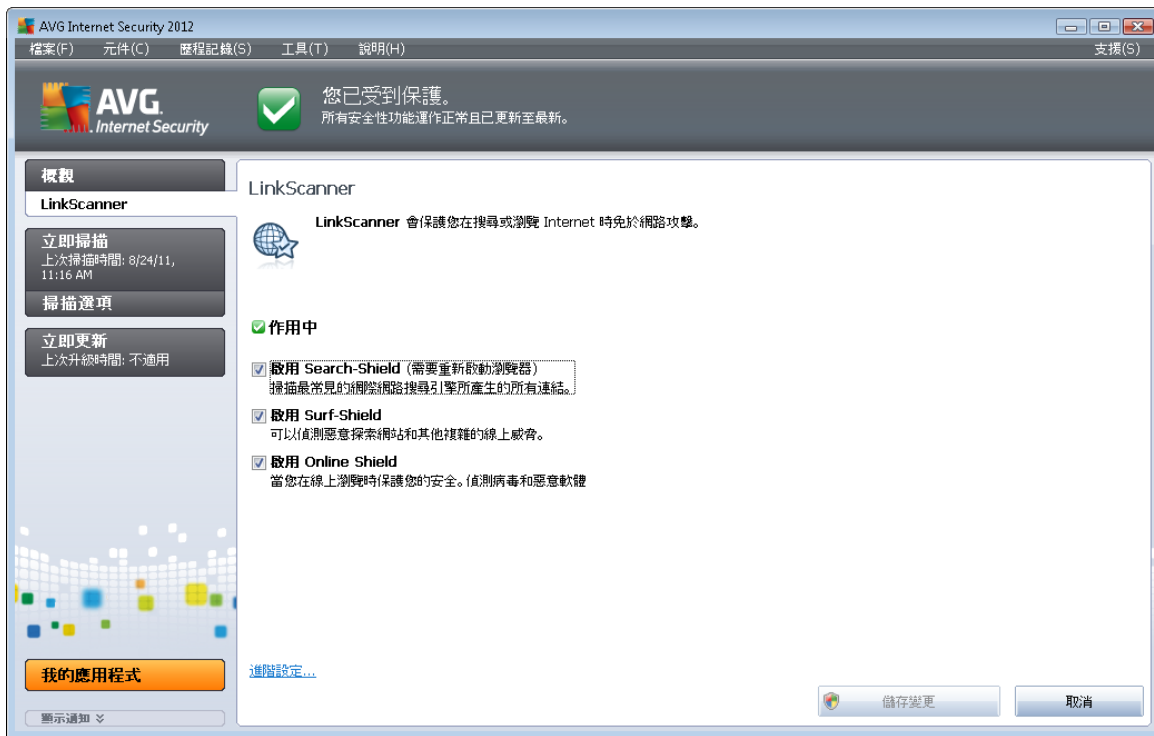 AVG Internet Security 2012
檔案(F) 元件(C) 歷程記錄(S) 工具(T) 說明(H) 支援(S)
AVG.
Internet Security
您已受到保護。
所有安全性功能運作正常且已更新至最新。
概觀
LinkScanner
立即掃描
上次掃描時間: 8/24/11,
11:16 AM
掃描選項
立即更新
上次升級時間: 不適用
我的應用程式
顯示通知
LinkScanner
LinkScanner 會保護您在搜尋或瀏覽 Internet 時免於網路攻擊。
作用中
啟用 Search-Shield (需要重新啟動瀏覽器)
掃描最常見的網際網路搜尋引擎所產生的所有連結。
啟用 Surf-Shield
可以偵測惡意探索網站和其他複雜的線上威脅。
啟用 Online Shield
當您在線上瀏覽時保護您的安全。偵測病毒和惡意軟體
進階設定...
儲存變更
取消